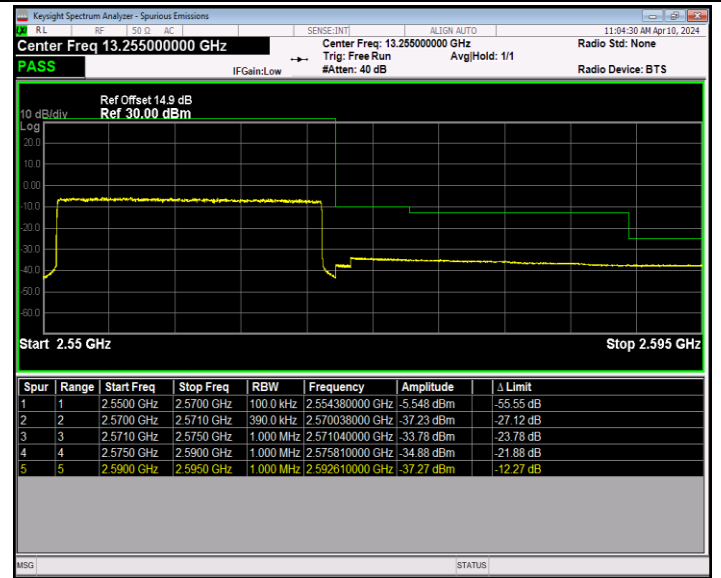 Keysight Spectrum Analyzer - Spurious Emissions
RL RF 50 Ω AC SENSE:INT ALIGN AUTO 11:04:30 AM Apr 10, 2024
Center Freq 13.255000000 GHz Center Freq: 13.255000000 GHz Radio Std: None
Trig: Free Run Avg|Hold: 1/1
PASS IFGain:Low #Atten: 40 dB Radio Device: BTS
Ref Offset 14.9 dB
10 dB/div Ref 30.00 dBm
Log
20.0
10.0
0.00
-10.0
-20.0
-30.0
-40.0
-50.0
-60.0
Start 2.55 GHz Stop 2.595 GHz
Spur Range Start Freq Stop Freq RBW Frequency Amplitude Δ Limit
1 1 2.5500 GHz 2.5700 GHz 100.0 kHz 2.554380000 GHz -5.548 dBm -55.55 dB
2 2 2.5700 GHz 2.5710 GHz 390.0 kHz 2.570038000 GHz -37.23 dBm -27.12 dB
3 3 2.5710 GHz 2.5750 GHz 1.000 MHz 2.571040000 GHz -33.78 dBm -23.78 dB
4 4 2.5750 GHz 2.5900 GHz 1.000 MHz 2.575810000 GHz -34.88 dBm -21.88 dB
5 5 2.5900 GHz 2.5950 GHz 1.000 MHz 2.592610000 GHz -37.27 dBm -12.27 dB
MSG STATUS